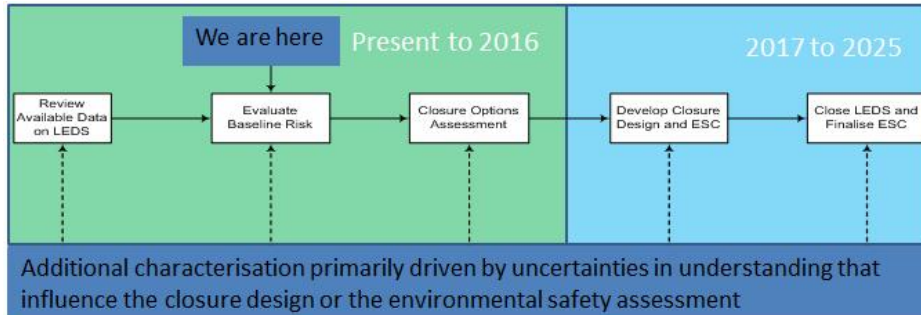 We are here
Present to 2016
2017 to 2025
Review
Available Data
on LEDS
Evaluate
Baseline Risk
Closure Options
Assessment
Develop Closure
Design and ESC
Close LEDS and
Finalise ESC
Additional characterisation primarily driven by uncertainties in understanding that
influence the closure design or the environmental safety assessment